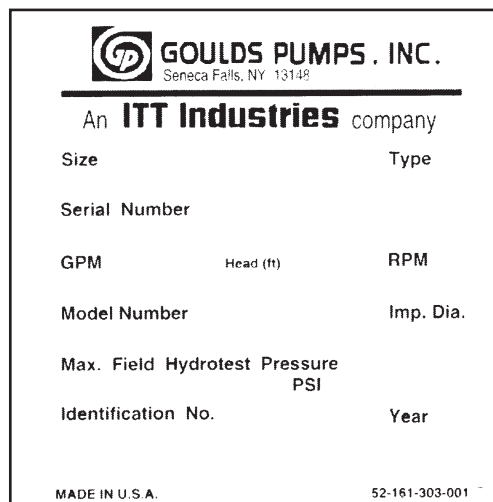 GP GOULDS PUMPS, INC.
Seneca Falls, NY 13148
An ITT Industries company
Size Type
Serial Number
GPM Head (ft) RPM
Model Number Imp. Dia.
Max. Field Hydrotest Pressure
PSI
Identification No. Year
MADE IN U.S.A. 52-161-303-001